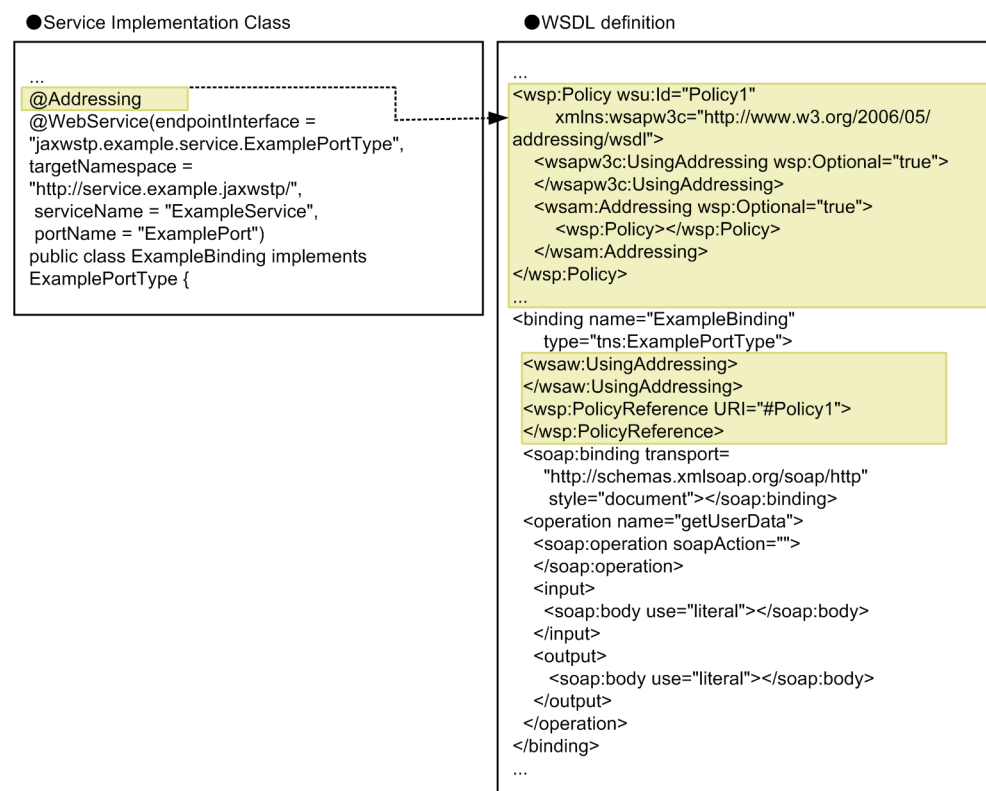 ●Service Implementation Class
...
@Addressing
@WebService(endpointInterface =
"jaxwstp.example.service.ExamplePortType",
targetNamespace =
"http://service.example.jaxwstp/",
serviceName = "ExampleService",
portName = "ExamplePort")
public class ExampleBinding implements
ExamplePortType {
●WSDL definition
...
<wsp:Policy wsu:Id="Policy1"
xmlns:wsapw3c="http://www.w3.org/2006/05/
addressing/wsdl">
<wsapw3c:UsingAddressing wsp:Optional="true">
</wsapw3c:UsingAddressing>
<wsam:Addressing wsp:Optional="true">
<wsp:Policy></wsp:Policy>
</wsam:Addressing>
</wsp:Policy>
...
<binding name="ExampleBinding"
type="tns:ExamplePortType">
<wsaw:UsingAddressing>
</wsaw:UsingAddressing>
<wsp:PolicyReference URI="#Policy1">
</wsp:PolicyReference>
<soap:binding transport=
"http://schemas.xmlsoap.org/soap/http"
style="document"></soap:binding>
<operation name="getUserData">
<soap:operation soapAction="">
</soap:operation>
<input>
<soap:body use="literal"></soap:body>
</input>
<output>
<soap:body use="literal"></soap:body>
</output>
</operation>
</binding>
...